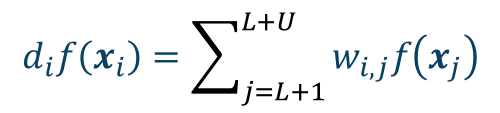 d_i f(x_i) = ∑_{j=L+1}^{L+U} w_{i,j} f(x_j)